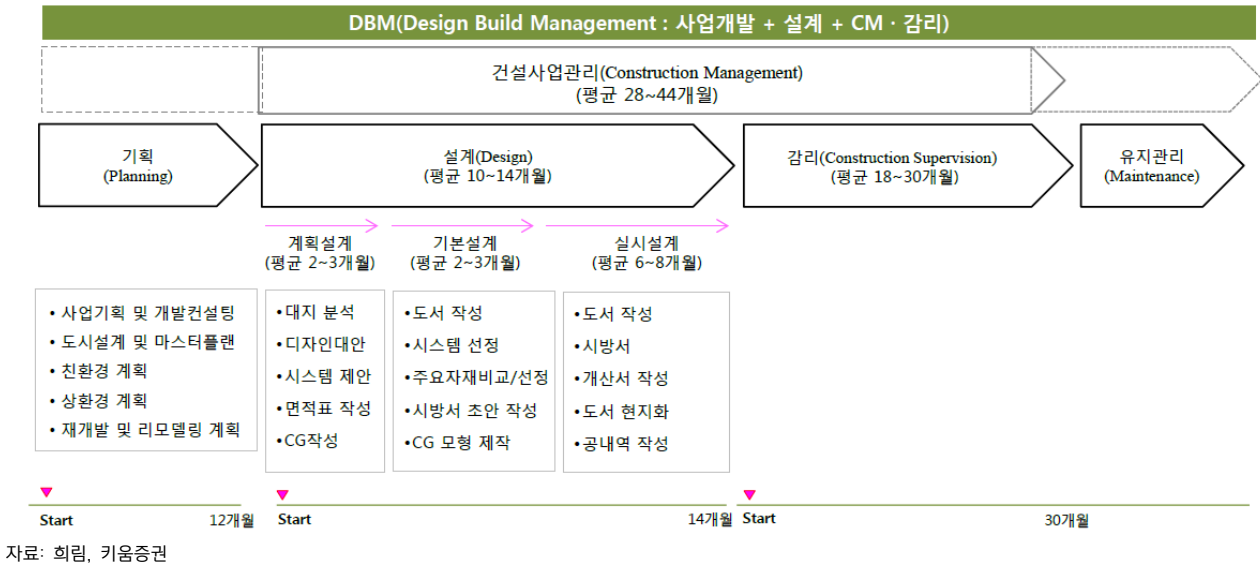 DBM(Design Build Management : 사업개발 + 설계 + CM · 감리)
건설사업관리(Construction Management)
(평균 28~44개월)
기획
(Planning)
설계(Design)
(평균 10~14개월)
감리(Construction Supervision)
(평균 18~30개월)
유지관리
(Maintenance)
계획설계
(평균 2~3개월)
기본설계
(평균 2~3개월)
실시설계
(평균 6~8개월)
• 사업기획 및 개발컨설팅
• 도시설계 및 마스터플랜
• 친환경 계획
• 상환경 계획
• 재개발 및 리모델링 계획
•대지 분석
•디자인대안
•시스템 제안
•면적표 작성
•CG작성
•도서 작성
•시스템 선정
•주요자재비교/선정
•시방서 초안 작성
•CG 모형 제작
•도서 작성
•시방서
•개산서 작성
•도서 현지화
•공내역 작성
Start 12개월
Start 14개월
Start 30개월
자료: 희림, 키움증권